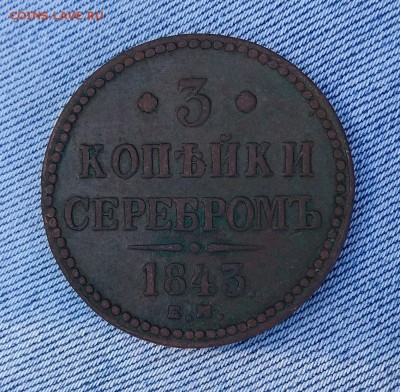 COINS.LAVE.RU
3
КОПѢЙКИ
СЕРЕБРОМЪ
1843.
Е.М.